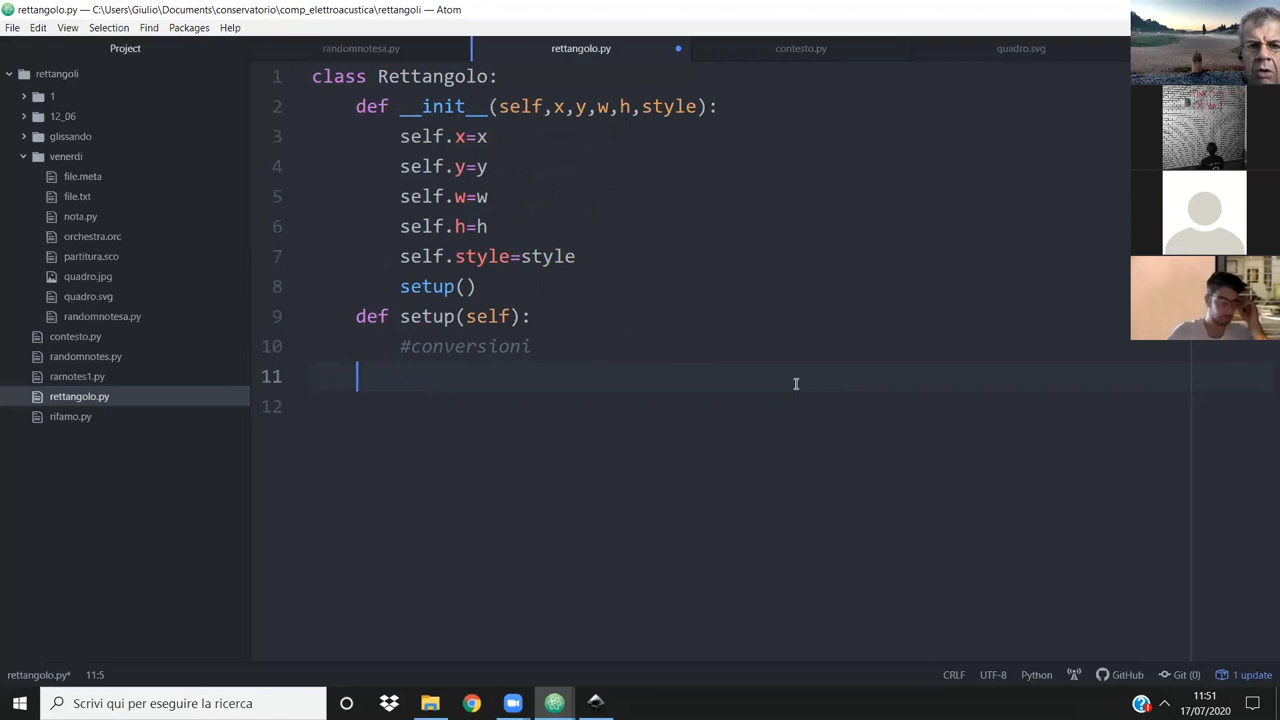 rettangolo.py — C:\Users\Giulio\Documents\conservatorio\comp_elettroacustica\rettangoli — Atom
File Edit View Selection Find Packages Help
Project
randomnotesa.py rettangolo.py contesto.py quadro.svg
rettangoli
1
12_06
glissando
venerdi
file.meta
file.txt
nota.py
orchestra.orc
partitura.sco
quadro.jpg
quadro.svg
randomnotesa.py
contesto.py
randomnotes.py
ramotes1.py
rettangolo.py
rifamo.py
1 class Rettangolo:
2 def __init__(self,x,y,w,h,style):
3 self.x=x
4 self.y=y
5 self.w=w
6 self.h=h
7 self.style=style
8 setup()
9 def setup(self):
10 #conversioni
11
12
rettangolo.py* 11:5 CRLF UTF-8 Python GitHub Git (0) 1 update
Scrivi qui per eseguire la ricerca
11:51
17/07/2020